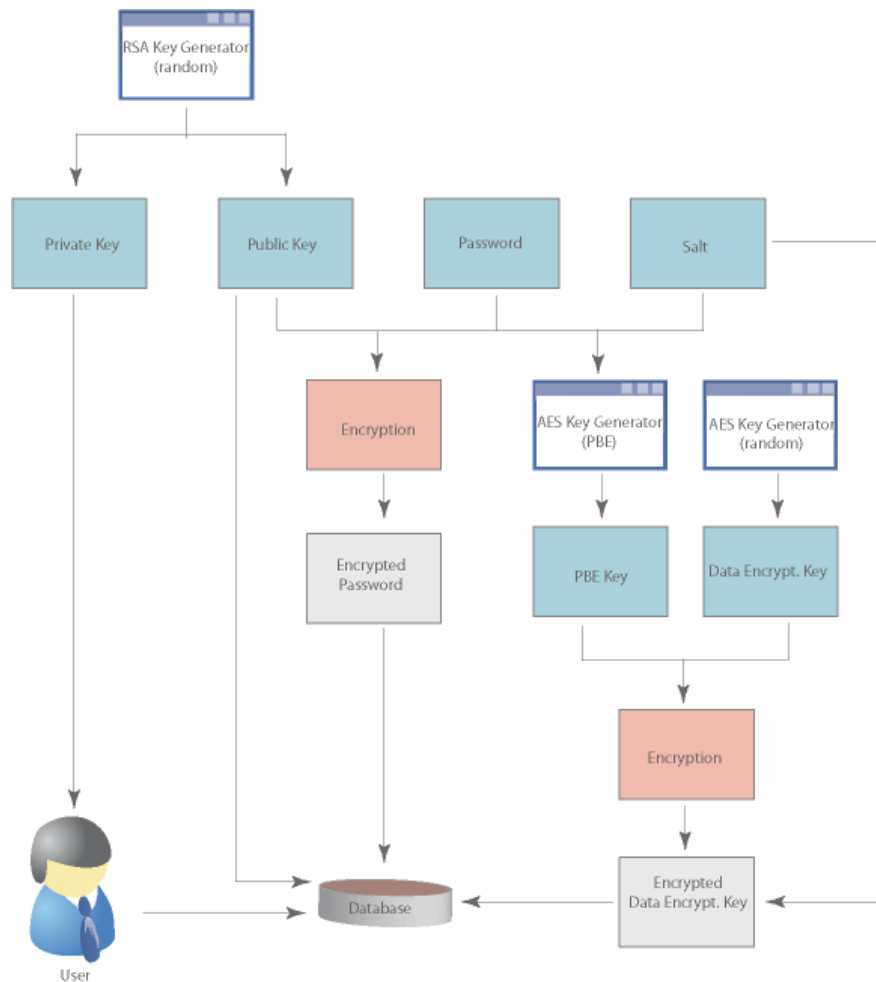 RSA Key Generator
(random)
Private Key
Public Key
Password
Salt
Encryption
AES Key Generator
(PBE)
AES Key Generator
(random)
Encrypted
Password
PBE Key
Data Encrypt. Key
Encryption
Encrypted
Data Encrypt. Key
Database
User